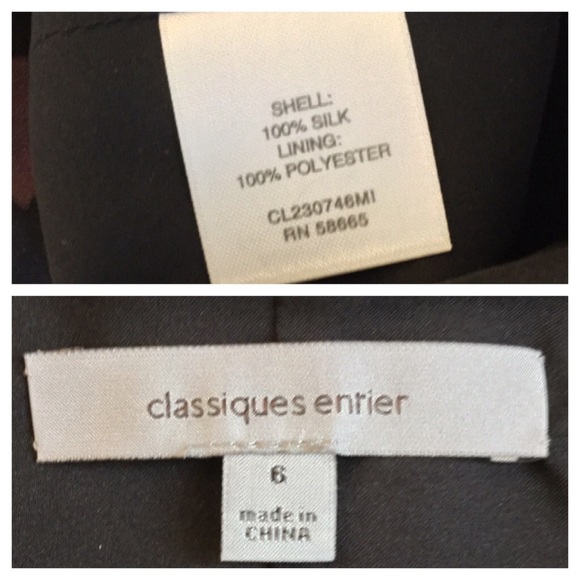 SHELL:
100% SILK
LINING:
100% POLYESTER
CL230746MI
RN 58665
classiques entier
6
made in
CHINA